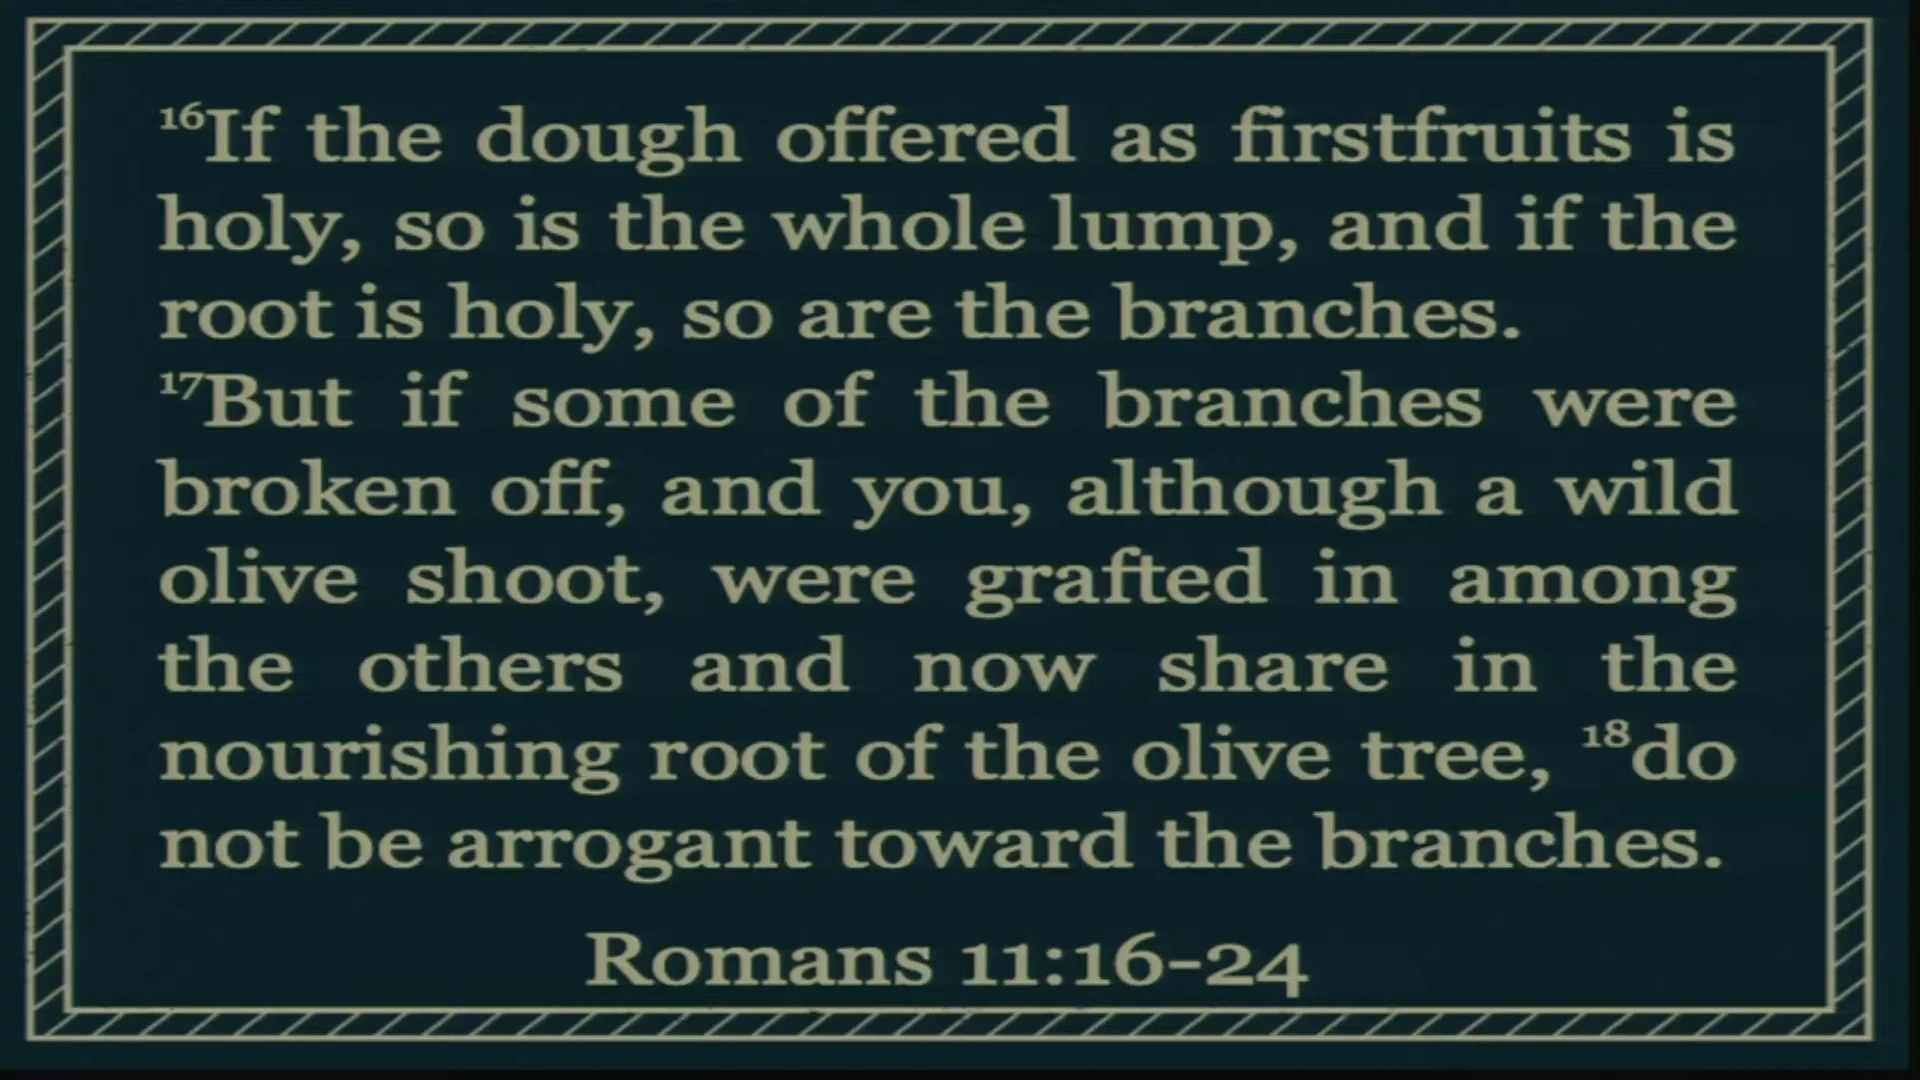 16If the dough offered as firstfruits is
holy, so is the whole lump, and if the
root is holy, so are the branches.
17But if some of the branches were
broken off, and you, although a wild
olive shoot, were grafted in among
the others and now share in the
nourishing root of the olive tree, 18do
not be arrogant toward the branches.
Romans 11:16-24